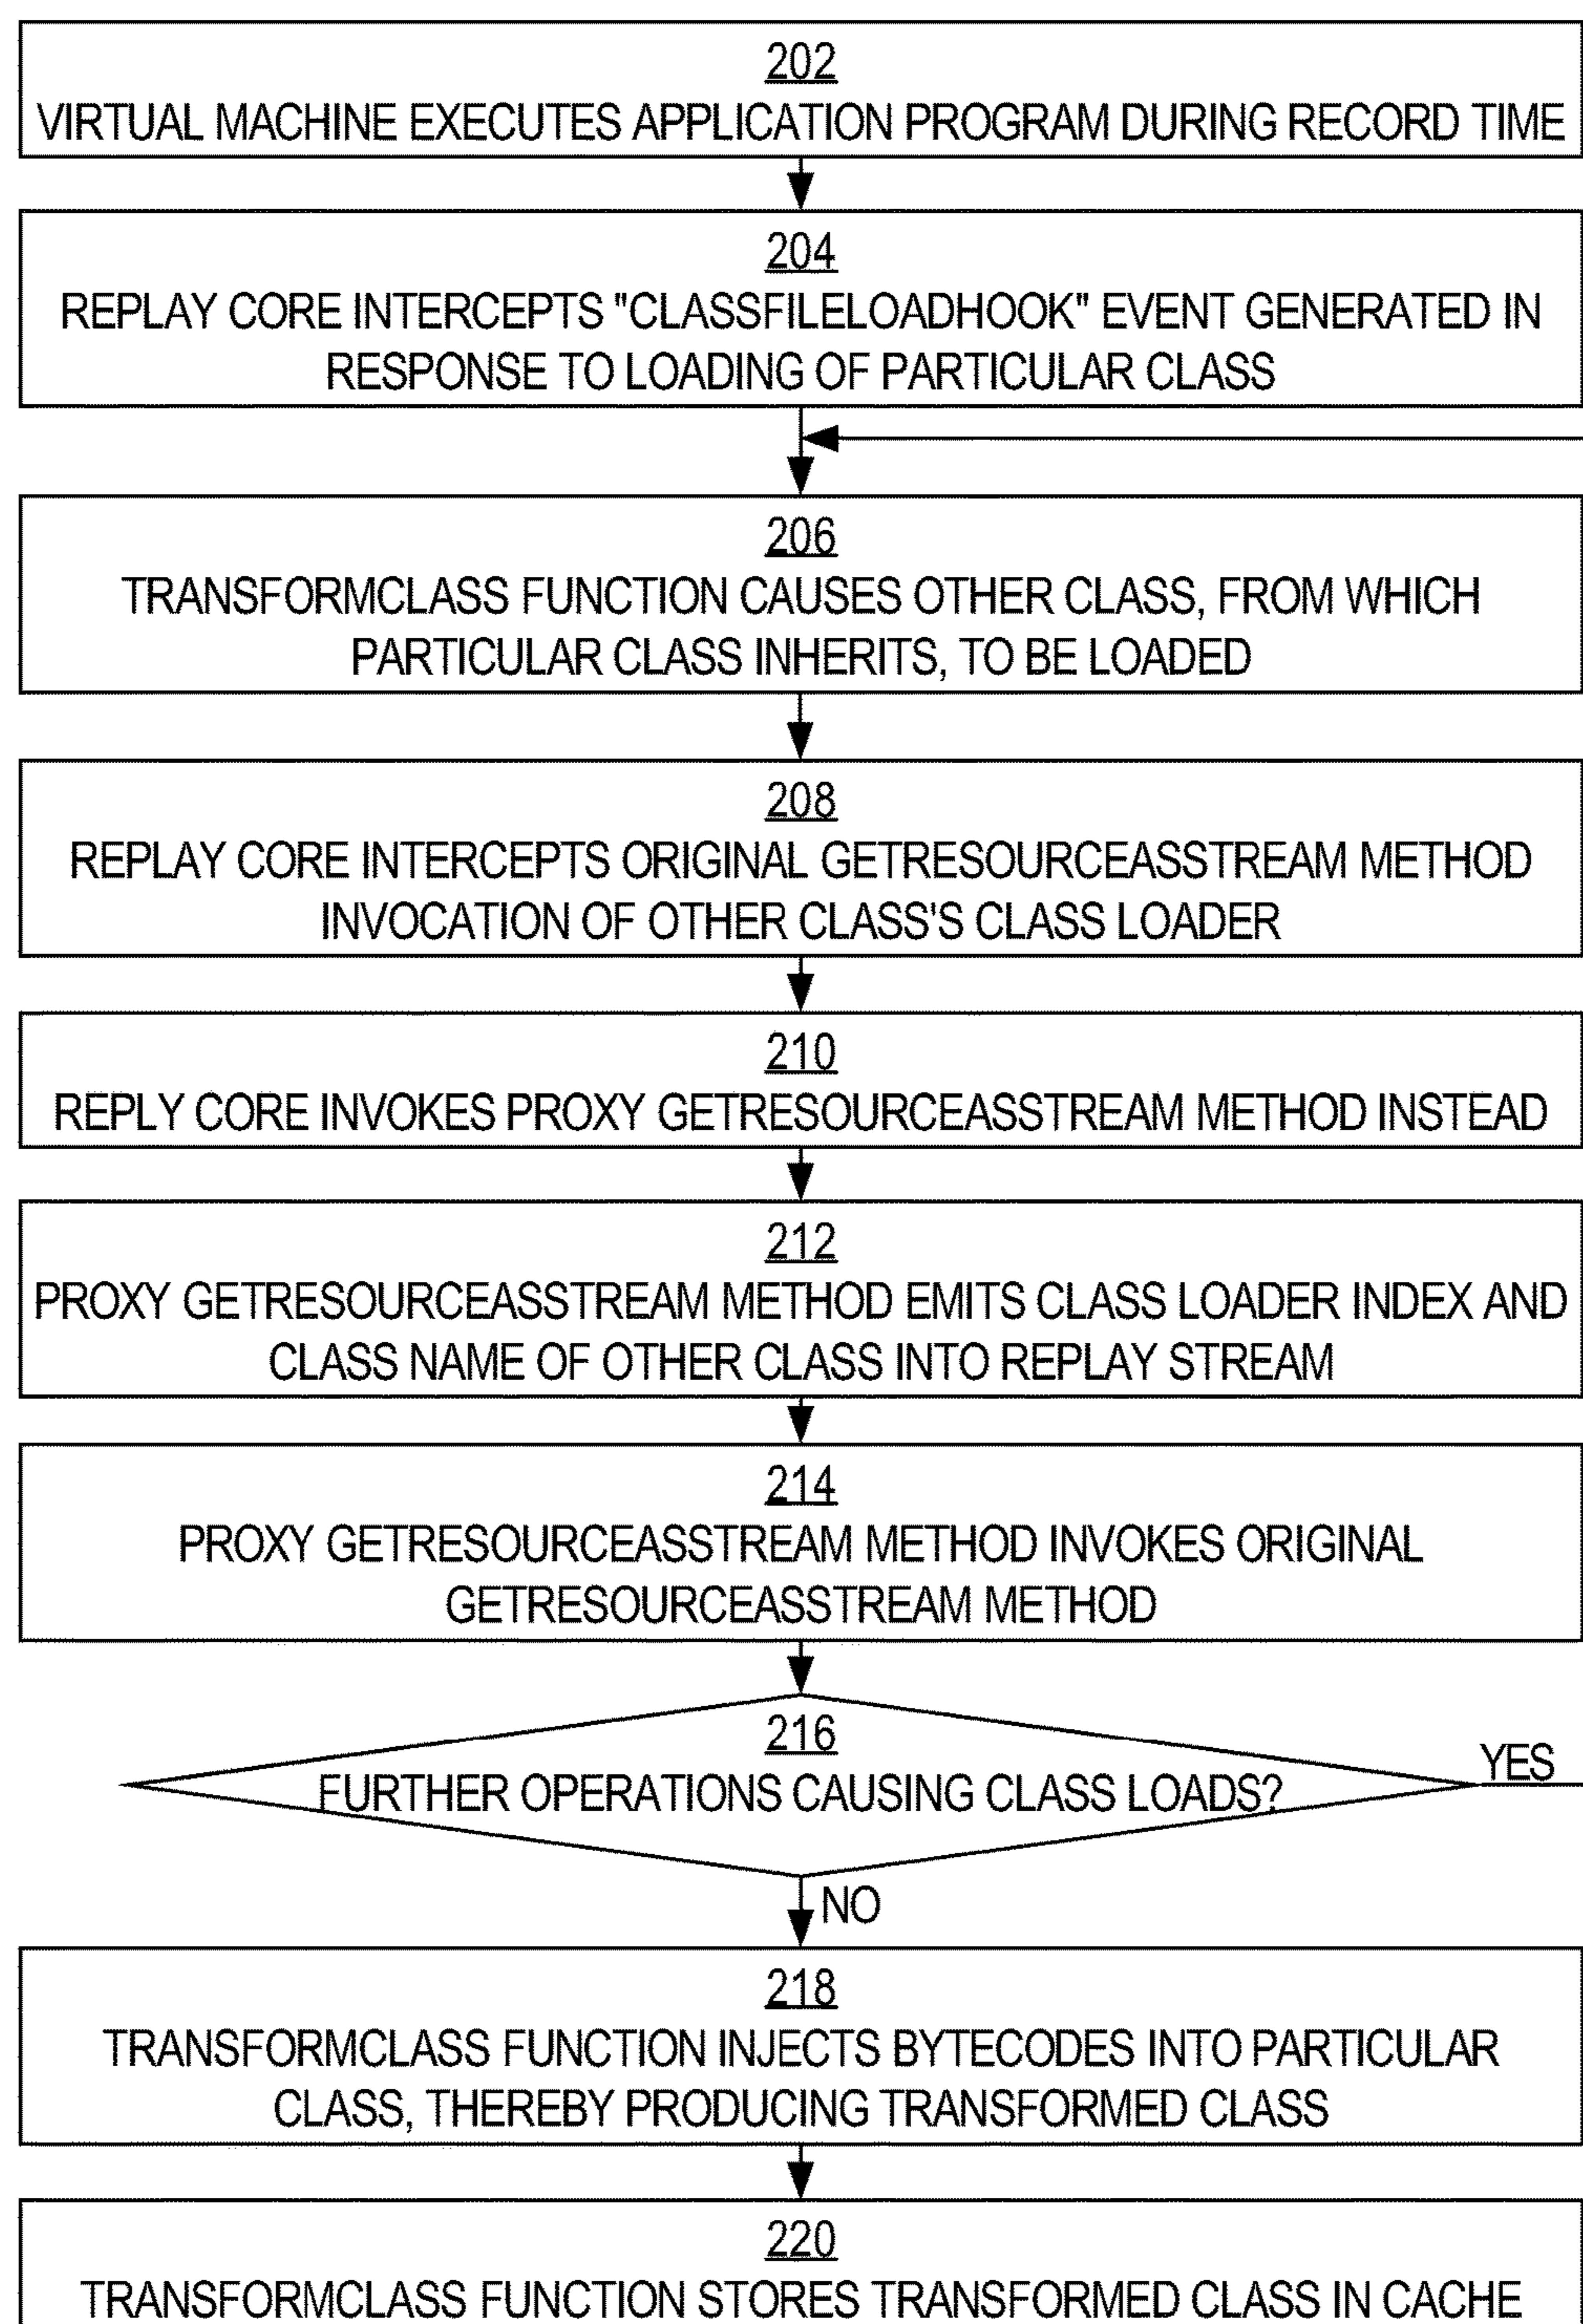 202
VIRTUAL MACHINE EXECUTES APPLICATION PROGRAM DURING RECORD TIME
204
REPLAY CORE INTERCEPTS "CLASSFILELOADHOOK" EVENT GENERATED IN
RESPONSE TO LOADING OF PARTICULAR CLASS
206
TRANSFORMCLASS FUNCTION CAUSES OTHER CLASS, FROM WHICH
PARTICULAR CLASS INHERITS, TO BE LOADED
208
REPLAY CORE INTERCEPTS ORIGINAL GETRESOURCEASSTREAM METHOD
INVOCATION OF OTHER CLASS'S CLASS LOADER
210
REPLY CORE INVOKES PROXY GETRESOURCEASSTREAM METHOD INSTEAD
212
PROXY GETRESOURCEASSTREAM METHOD EMITS CLASS LOADER INDEX AND
CLASS NAME OF OTHER CLASS INTO REPLAY STREAM
214
PROXY GETRESOURCEASSTREAM METHOD INVOKES ORIGINAL
GETRESOURCEASSTREAM METHOD
216
FURTHER OPERATIONS CAUSING CLASS LOADS?
YES
NO
218
TRANSFORMCLASS FUNCTION INJECTS BYTECODES INTO PARTICULAR
CLASS, THEREBY PRODUCING TRANSFORMED CLASS
220
TRANSFORMCLASS FUNCTION STORES TRANSFORMED CLASS IN CACHE